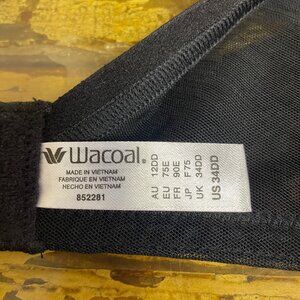 Wacoal®
MADE IN VIETNAM
FABRIQUE EN VIETNAM
HECHO EN VIETNAM
852281
AU 12DD
EU 75E
FR 90E
JP F75
UK 34DD
US 34DD